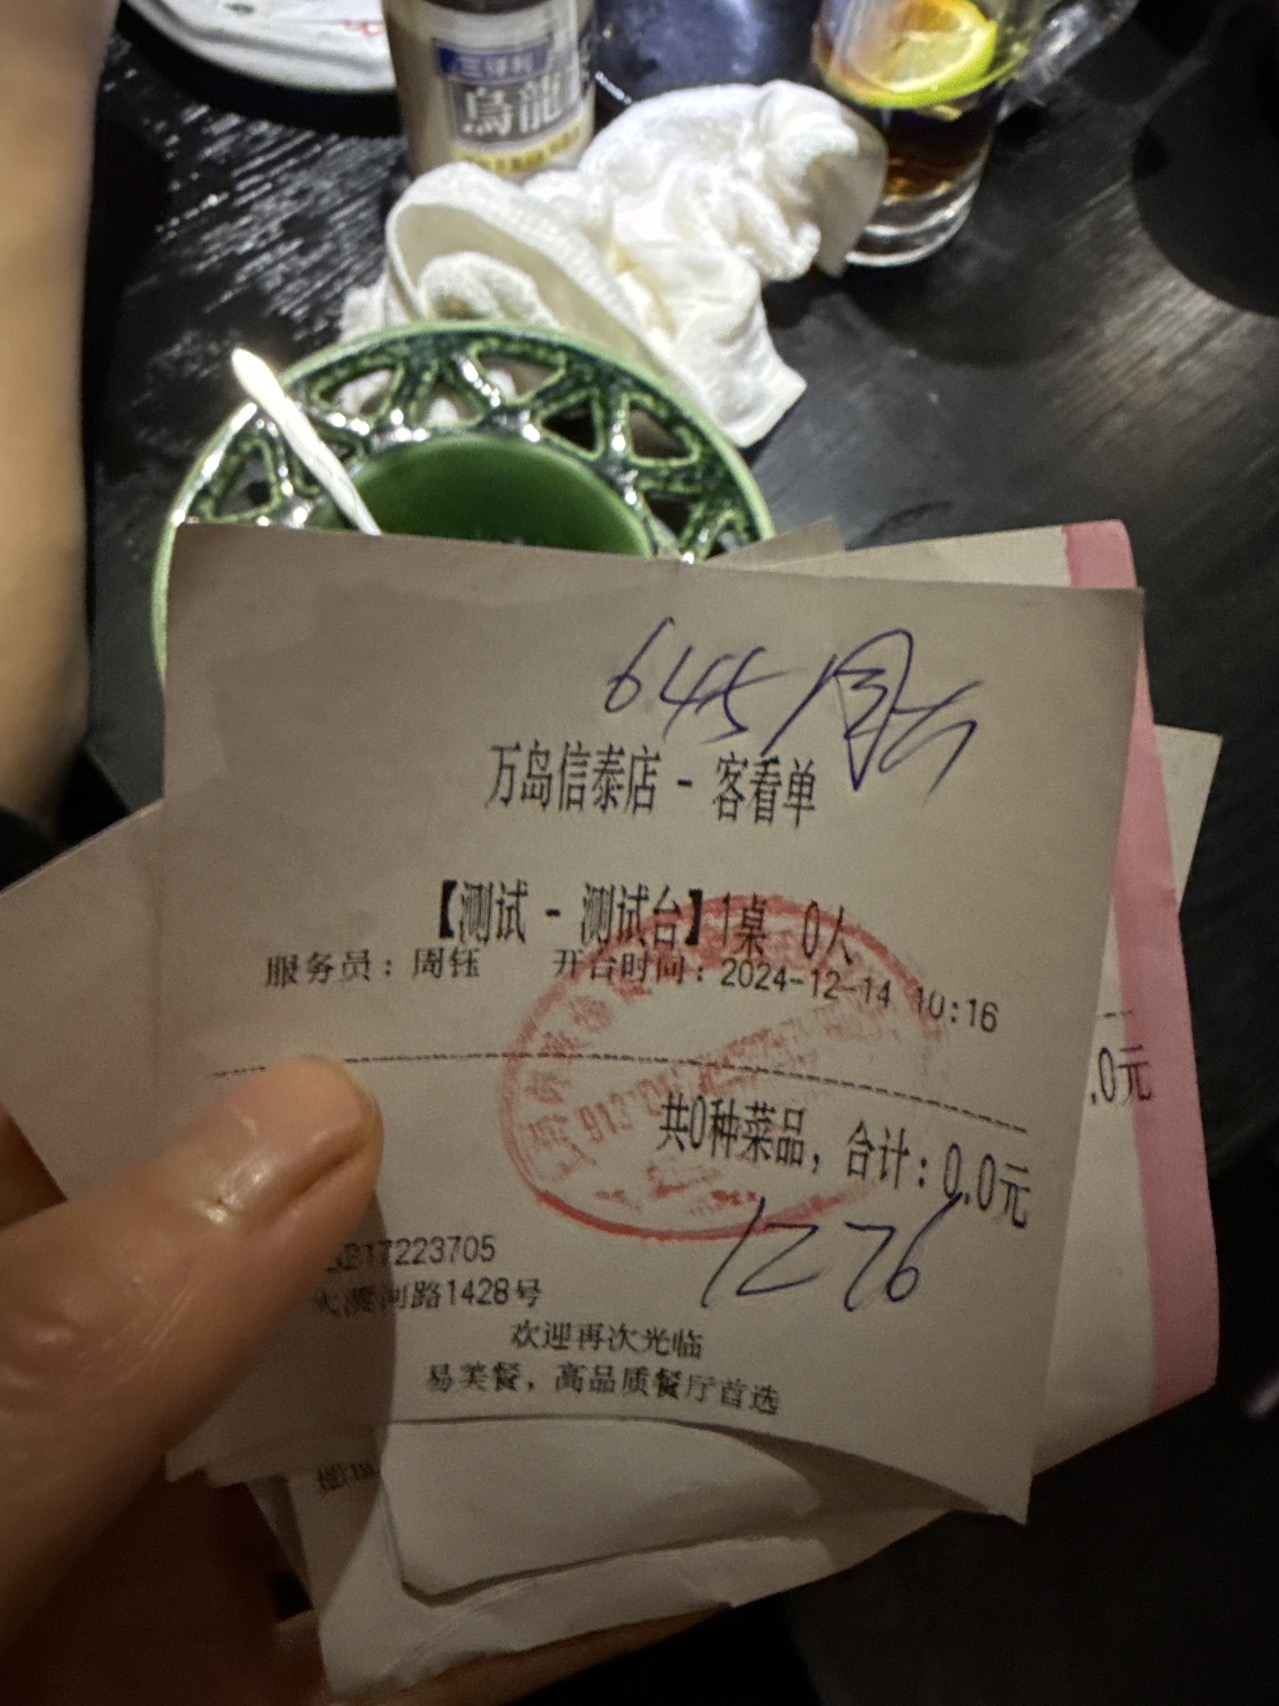 三得利
烏龍
645
万岛信泰店 - 客看单
【测试 - 测试台】1桌 0人
服务员：周钰 开台时间：2024-12-14 10:16
共0种菜品，合计：0.0元
.0元
1276
17223705
大渡河路1428号
欢迎再次光临
易美餐，高品质餐厅首选